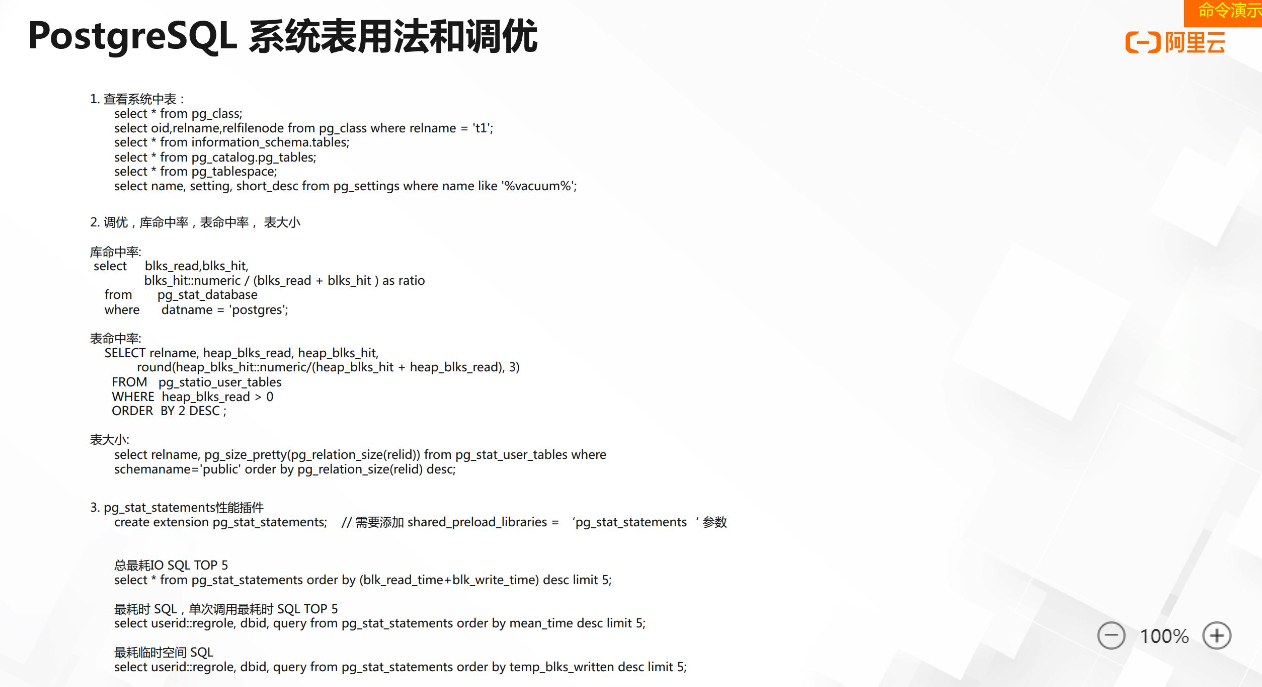 命令演示
PostgreSQL 系统表用法和调优
阿里云
1. 查看系统中表：
select * from pg_class;
select oid,relname,relfilenode from pg_class where relname = 't1';
select * from information_schema.tables;
select * from pg_catalog.pg_tables;
select * from pg_tablespace;
select name, setting, short_desc from pg_settings where name like '%vacuum%';
2. 调优，库命中率，表命中率， 表大小
库命中率:
select blks_read,blks_hit,
blks_hit::numeric / (blks_read + blks_hit ) as ratio
from pg_stat_database
where datname = 'postgres';
表命中率:
SELECT relname, heap_blks_read, heap_blks_hit,
round(heap_blks_hit::numeric/(heap_blks_hit + heap_blks_read), 3)
FROM pg_statio_user_tables
WHERE heap_blks_read > 0
ORDER BY 2 DESC ;
表大小:
select relname, pg_size_pretty(pg_relation_size(relid)) from pg_stat_user_tables where
schemaname='public' order by pg_relation_size(relid) desc;
3. pg_stat_statements性能插件
create extension pg_stat_statements; // 需要添加 shared_preload_libraries = ‘pg_stat_statements ’ 参数
总最耗IO SQL TOP 5
select * from pg_stat_statements order by (blk_read_time+blk_write_time) desc limit 5;
最耗时 SQL，单次调用最耗时 SQL TOP 5
select userid::regrole, dbid, query from pg_stat_statements order by mean_time desc limit 5;
最耗临时空间 SQL
select userid::regrole, dbid, query from pg_stat_statements order by temp_blks_written desc limit 5;
100%